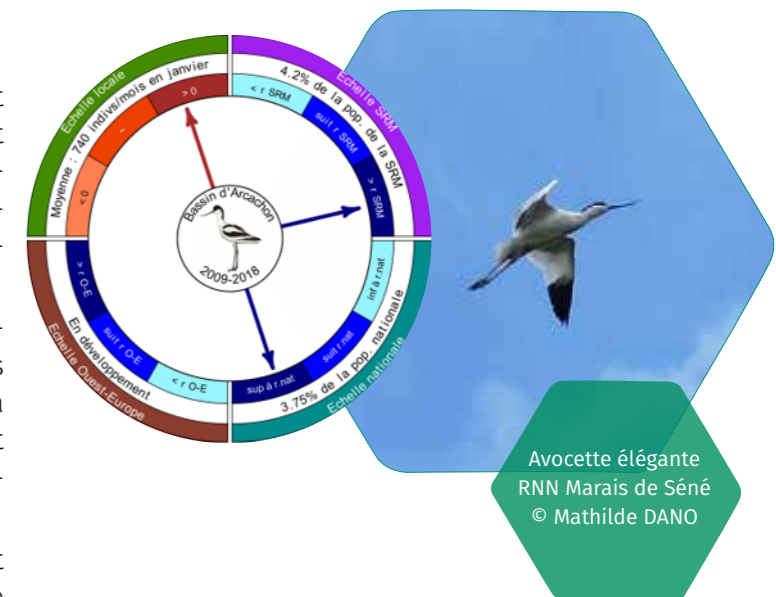 Echelle locale
Moyenne : 740 indivs/mois en janvier
< 0
~
> 0
Echelle SRM
4.2% de la pop. de la SRM
< r SRM
suit r SRM
> r SRM
Bassin d'Arcachon
2009-2018
Echelle Ouest-Europe
En développement
> r O-E
suit r O-E
< r O-E
inf à r.nat
suit r.nat
sup à r.nat
3.75% de la pop. nationale
Echelle nationale
Avocette élégante
RNN Marais de Séné
© Mathilde DANO